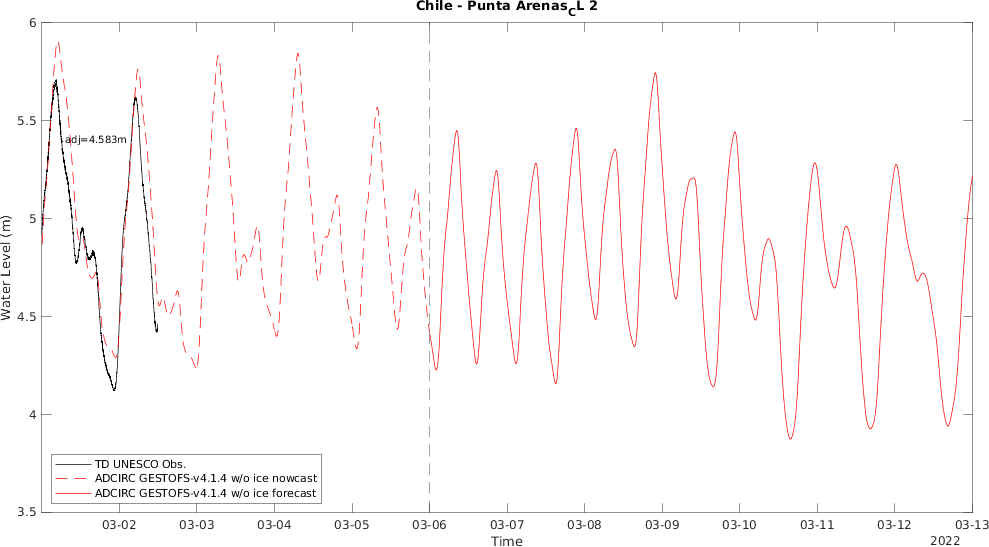 Chile - Punta Arenas_CL 2
6
5.5
5
4.5
4
3.5
Water Level (m)
adj=4.583m
TD UNESCO Obs.
ADCIRC GESTOFS-v4.1.4 w/o ice nowcast
ADCIRC GESTOFS-v4.1.4 w/o ice forecast
03-02 03-03 03-04 03-05 03-06 03-07 03-08 03-09 03-10 03-11 03-12 03-13
Time
2022